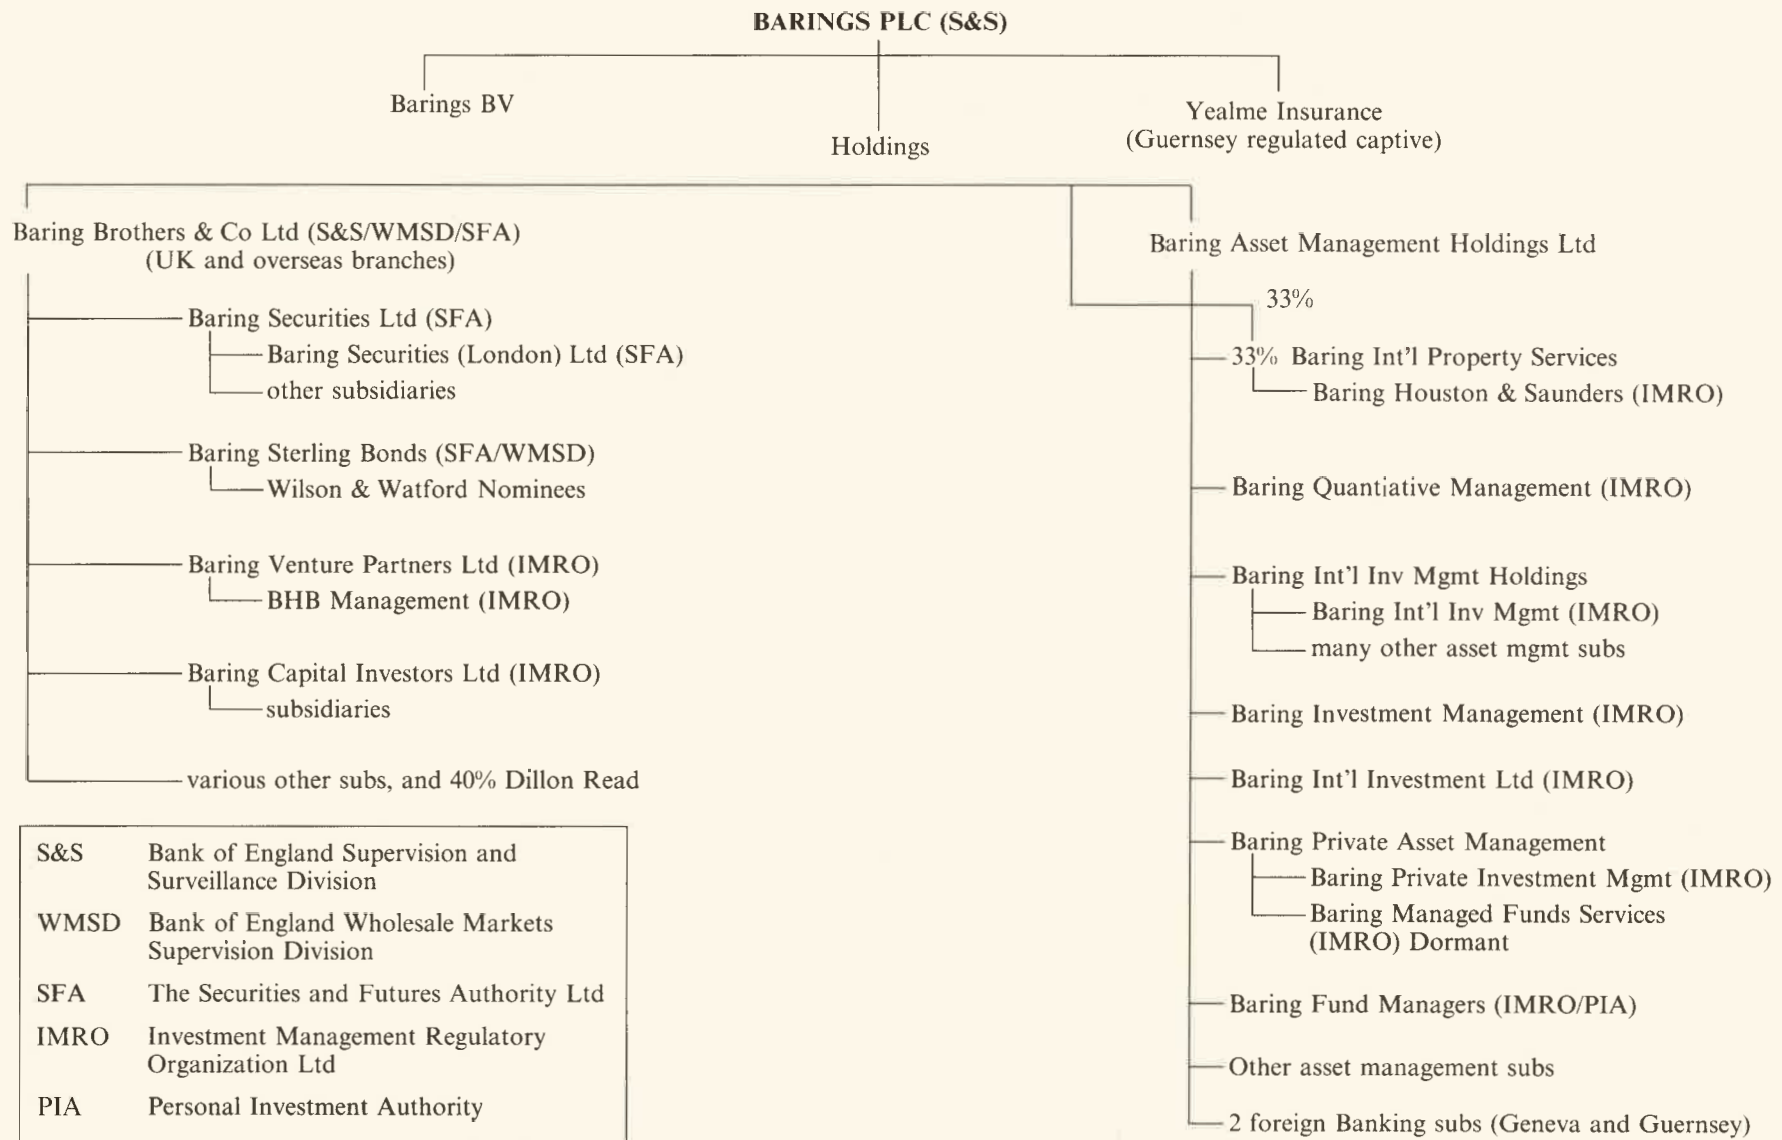 BARINGS PLC (S&S)
Barings BV
Holdings
Yealme Insurance
(Guernsey regulated captive)
Baring Brothers & Co Ltd (S&S/WMSD/SFA)
(UK and overseas branches)
Baring Securities Ltd (SFA)
Baring Securities (London) Ltd (SFA)
other subsidiaries
Baring Sterling Bonds (SFA/WMSD)
Wilson & Watford Nominees
Baring Venture Partners Ltd (IMRO)
BHB Management (IMRO)
Baring Capital Investors Ltd (IMRO)
subsidiaries
various other subs, and 40% Dillon Read
Baring Asset Management Holdings Ltd
33%
33% Baring Int'l Property Services
Baring Houston & Saunders (IMRO)
Baring Quantiative Management (IMRO)
Baring Int'l Inv Mgmt Holdings
Baring Int'l Inv Mgmt (IMRO)
many other asset mgmt subs
Baring Investment Management (IMRO)
Baring Int'l Investment Ltd (IMRO)
Baring Private Asset Management
Baring Private Investment Mgmt (IMRO)
Baring Managed Funds Services
(IMRO) Dormant
Baring Fund Managers (IMRO/PIA)
Other asset management subs
2 foreign Banking subs (Geneva and Guernsey)
S&S Bank of England Supervision and
Surveillance Division
WMSD Bank of England Wholesale Markets
Supervision Division
SFA The Securities and Futures Authority Ltd
IMRO Investment Management Regulatory
Organization Ltd
PIA Personal Investment Authority